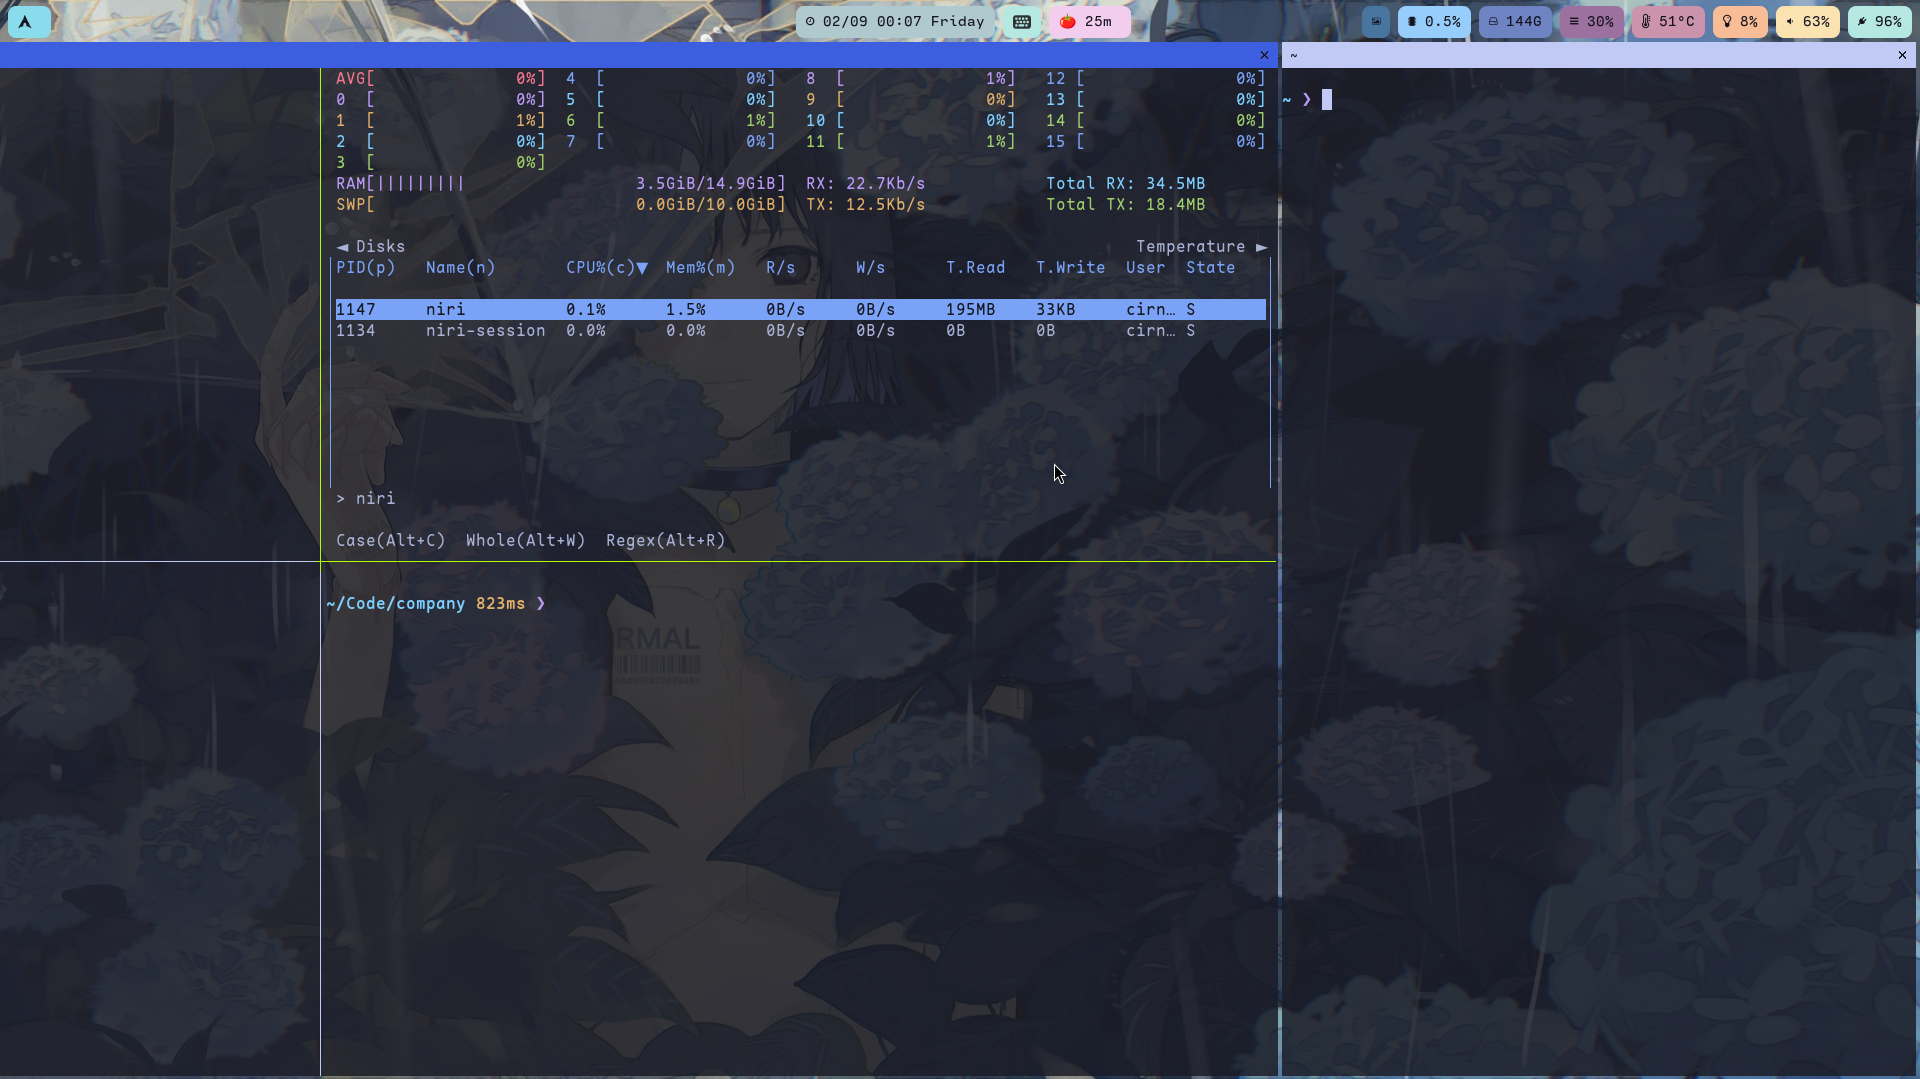 02/09 00:07 Friday 25m 0.5% 144G 30% 51°C 8% 63% 96%
× ~ ×
AVG[ 0%] 4 [ 0%] 8 [ 1%] 12 [ 0%]
0 [ 0%] 5 [ 0%] 9 [ 0%] 13 [ 0%]
1 [ 1%] 6 [ 1%] 10 [ 0%] 14 [ 0%]
2 [ 0%] 7 [ 0%] 11 [ 1%] 15 [ 0%]
3 [ 0%]
RAM[||||||||| 3.5GiB/14.9GiB] RX: 22.7Kb/s Total RX: 34.5MB
SWP[ 0.0GiB/10.0GiB] TX: 12.5Kb/s Total TX: 18.4MB
◄ Disks Temperature ►
PID(p) Name(n) CPU%(c)▼ Mem%(m) R/s W/s T.Read T.Write User State
1147 niri 0.1% 1.5% 0B/s 0B/s 195MB 33KB cirn… S
1134 niri-session 0.0% 0.0% 0B/s 0B/s 0B 0B cirn… S
> niri
Case(Alt+C) Whole(Alt+W) Regex(Alt+R)
~/Code/company 823ms ❯
RMAL
~ ❯